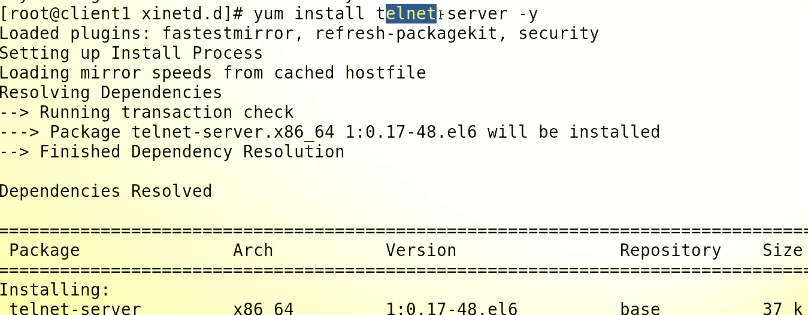 [root@client1 xinetd.d]# yum install telnet-server -y
Loaded plugins: fastestmirror, refresh-packagekit, security
Setting up Install Process
Loading mirror speeds from cached hostfile
Resolving Dependencies
--> Running transaction check
---> Package telnet-server.x86_64 1:0.17-48.el6 will be installed
--> Finished Dependency Resolution
Dependencies Resolved
================================================================================
Package Arch Version Repository Size
================================================================================
Installing:
telnet-server x86_64 1:0.17-48.el6 base 37 k